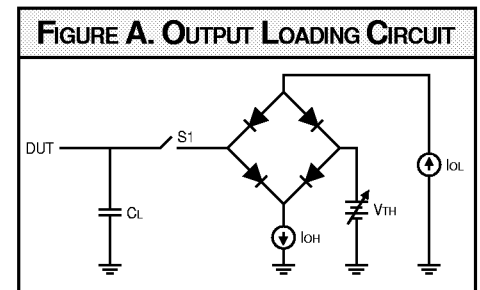 FIGURE A. OUTPUT LOADING CIRCUIT
S1
DUT
IOL
CL
VTH
IOH